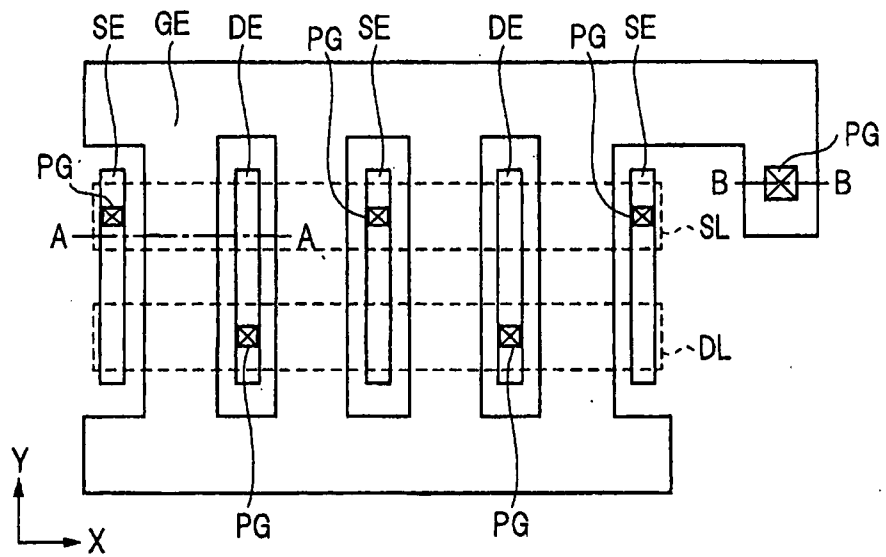 SE GE DE PG SE DE PG SE
PG PG
B B
A A SL
DL
Y
X PG PG